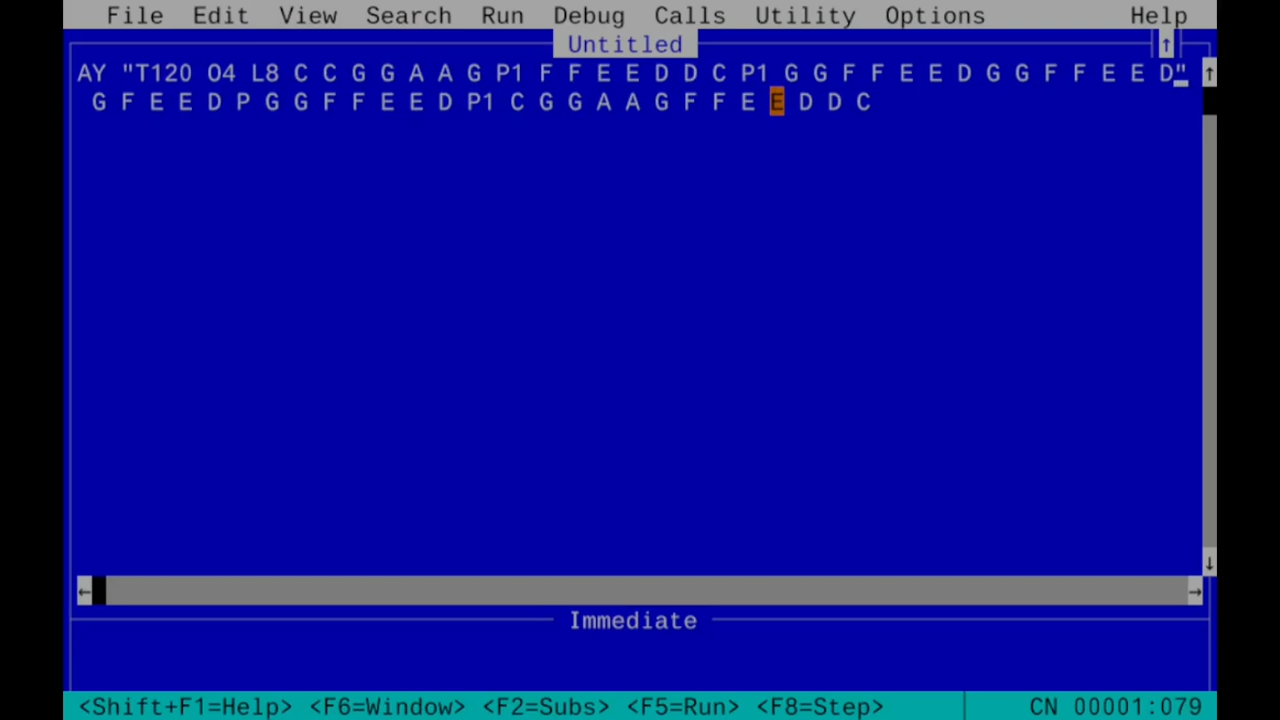 File Edit View Search Run Debug Calls Utility Options Help
Untitled
↑
AY "T120 O4 L8 C C G G A A G P1 F F E E D D C P1 G G F F E E D G G F F E E D" ↑
G F E E D P G G F F E E D P1 C G G A A G F F E E D D C
↓
← →
Immediate
<Shift+F1=Help> <F6=Window> <F2=Subs> <F5=Run> <F8=Step> CN 00001:079